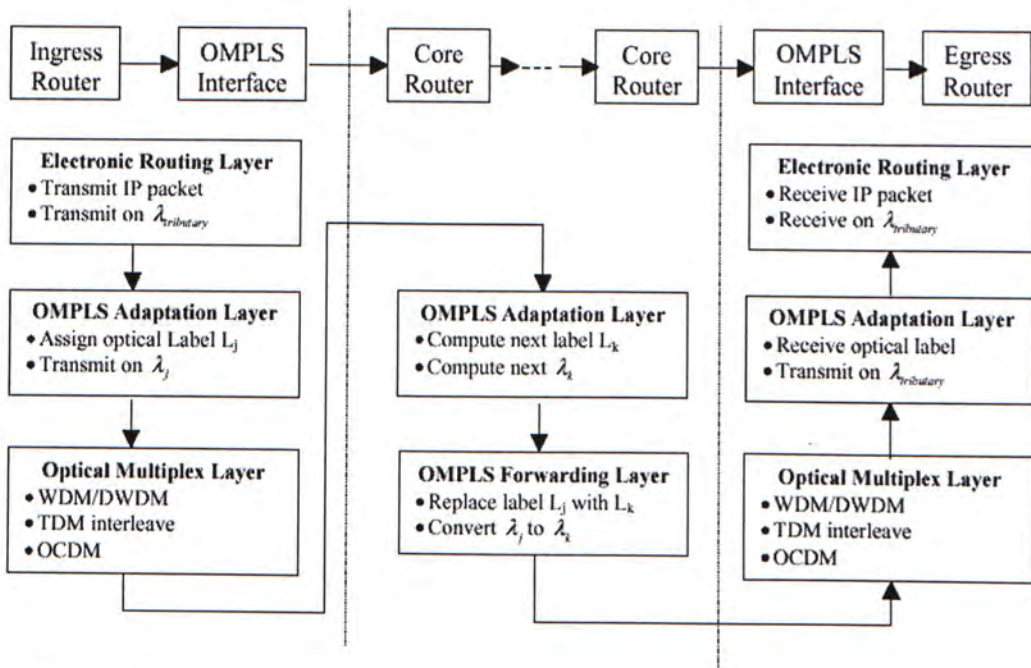 Ingress
Router
OMPLS
Interface
Core
Router
Core
Router
OMPLS
Interface
Egress
Router
Electronic Routing Layer
• Transmit IP packet
• Transmit on λtributary
OMPLS Adaptation Layer
• Assign optical Label Lj
• Transmit on λj
Optical Multiplex Layer
• WDM/DWDM
• TDM interleave
• OCDM
OMPLS Adaptation Layer
• Compute next label Lk
• Compute next λk
OMPLS Forwarding Layer
• Replace label Lj with Lk
• Convert λj to λk
Electronic Routing Layer
• Receive IP packet
• Receive on λtributary
OMPLS Adaptation Layer
• Receive optical label
• Transmit on λtributary
Optical Multiplex Layer
• WDM/DWDM
• TDM interleave
• OCDM